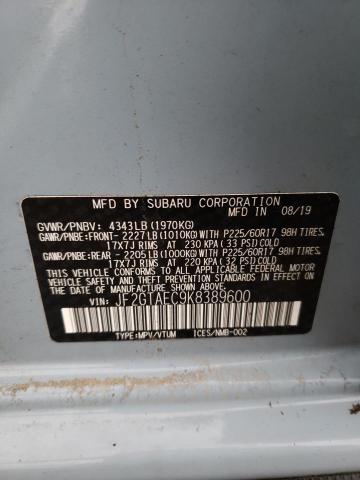 MFD BY SUBARU CORPORATION
MFD IN 08/19
GVWR/PNBV: 4343LB (1970KG)
GAWR/PNBE:FRONT- 2227LB(1010KG)WITH P225/60R17 98H TIRES,
17X7J RIMS AT 230 KPA(33 PSI)COLD
GAWR/PNBE:REAR - 2205LB(1000KG)WITH P225/60R17 98H TIRES,
17X7J RIMS AT 220 KPA(32 PSI)COLD
THIS VEHICLE CONFORMS TO ALL APPLICABLE FEDERAL MOTOR
VEHICLE SAFETY AND BUMPER STANDARDS IN EFFECT ON THE
DATE OF MANUFACTURE SHOWN ABOVE.
VIN: JF2GTAEC9K8389600
TYPE:MPV/VTUM ICES/NMB-002